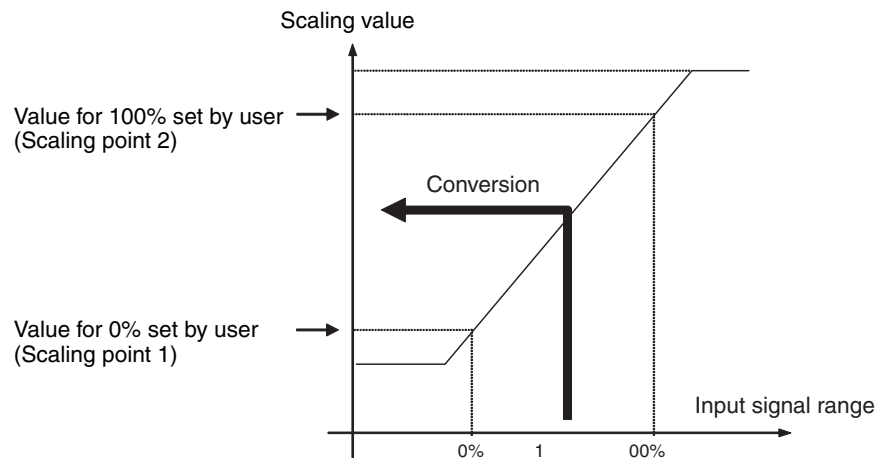 Scaling value
Value for 100% set by user
(Scaling point 2)
Conversion
Value for 0% set by user
(Scaling point 1)
Input signal range
0% 1 00%